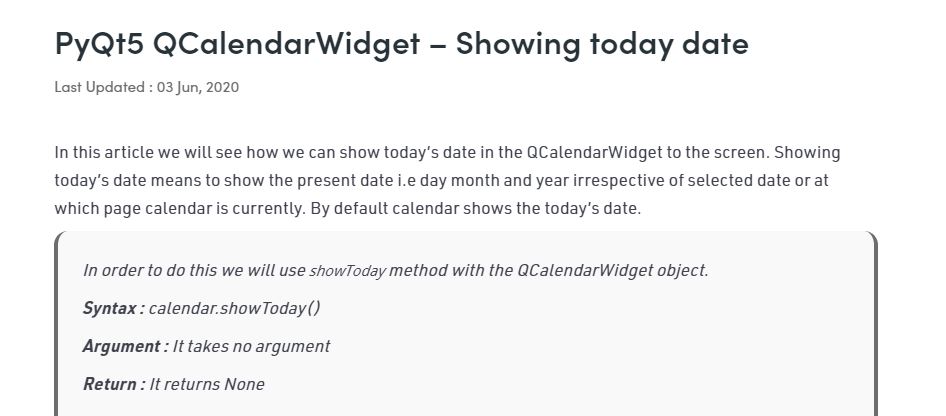 PyQt5 QCalendarWidget – Showing today date
Last Updated : 03 Jun, 2020
In this article we will see how we can show today's date in the QCalendarWidget to the screen. Showing
today's date means to show the present date i.e day month and year irrespective of selected date or at
which page calendar is currently. By default calendar shows the today's date.
In order to do this we will use showToday method with the QCalendarWidget object.
Syntax : calendar.showToday()
Argument : It takes no argument
Return : It returns None